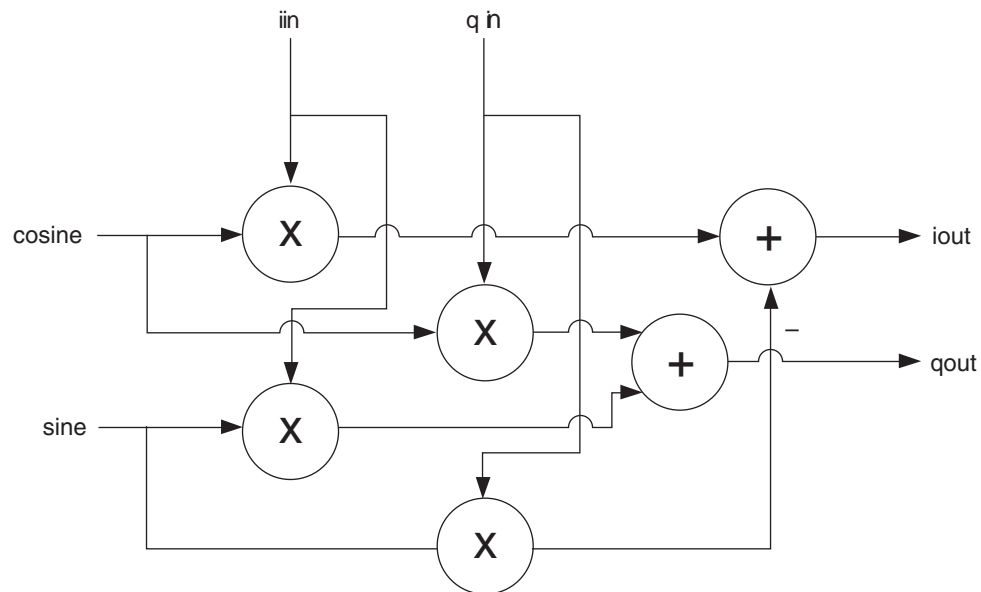 iin
q in
cosine
X
+
iout
X
–
+
qout
sine
X
X